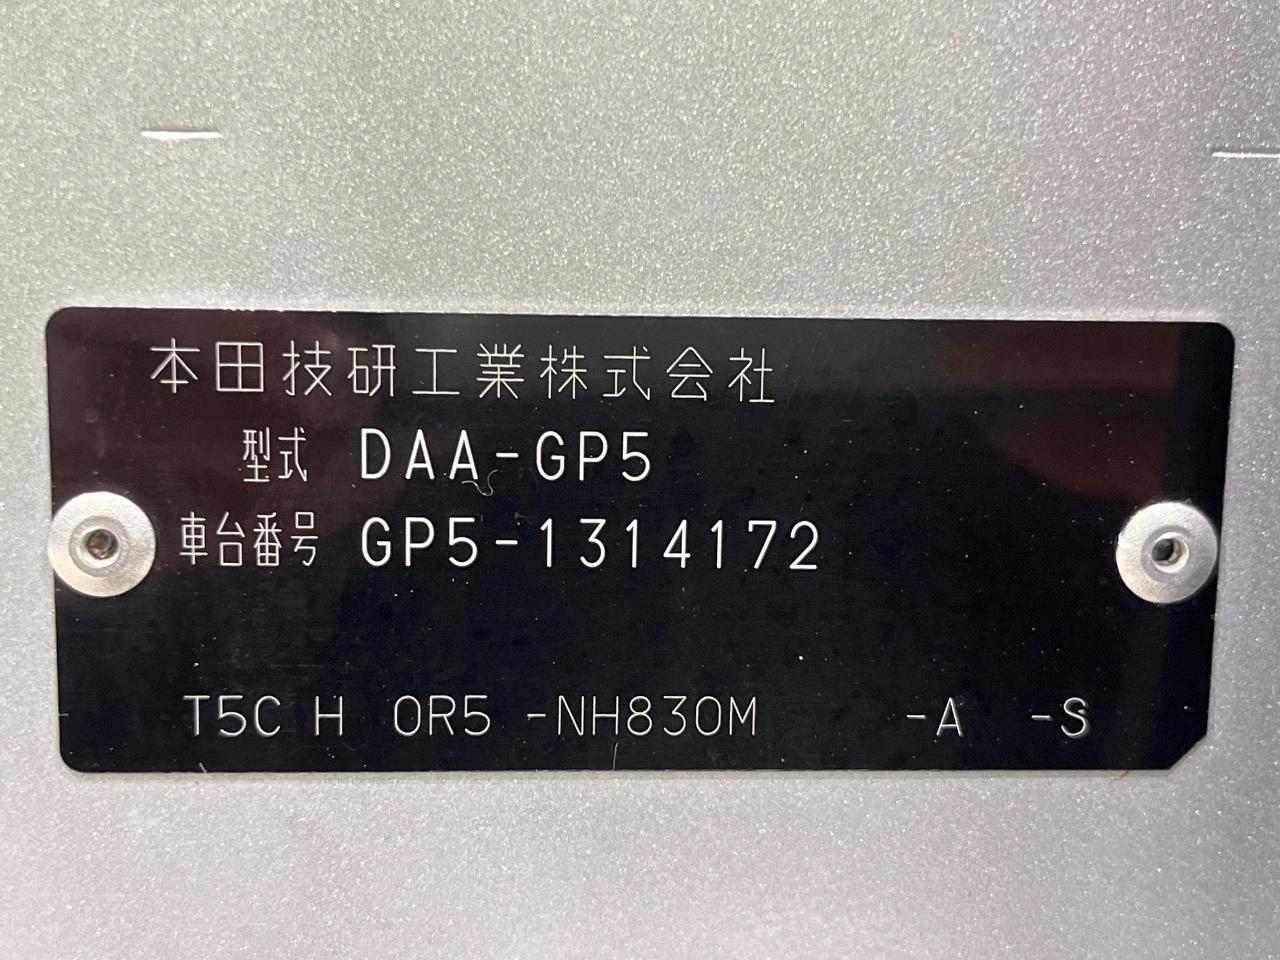 本田技研工業株式会社
型式 DAA-GP5
車台番号 GP5-1314172
T5C H 0R5 -NH830M -A -S